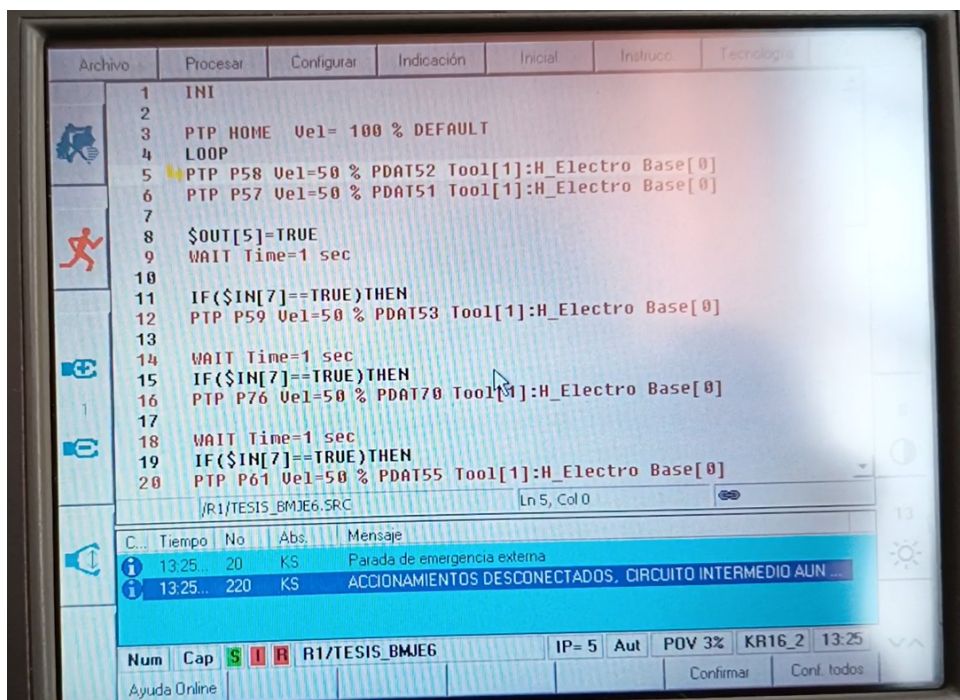 Archivo Procesar Configurar Indicación Inicial Instrucc. Tecnología
1 INI
2
3 PTP HOME Vel= 100 % DEFAULT
4 LOOP
5 PTP P58 Vel=50 % PDAT52 Tool[1]:H_Electro Base[0]
6 PTP P57 Vel=50 % PDAT51 Tool[1]:H_Electro Base[0]
7
8 $OUT[5]=TRUE
9 WAIT Time=1 sec
10
11 IF($IN[7]==TRUE)THEN
12 PTP P59 Vel=50 % PDAT53 Tool[1]:H_Electro Base[0]
13
14 WAIT Time=1 sec
15 IF($IN[7]==TRUE)THEN
16 PTP P76 Vel=50 % PDAT70 Tool[1]:H_Electro Base[0]
17
18 WAIT Time=1 sec
19 IF($IN[7]==TRUE)THEN
20 PTP P61 Vel=50 % PDAT55 Tool[1]:H_Electro Base[0]
1
13
/R1/TESIS_BMJE6.SRC Ln 5, Col 0
C... Tiempo No Abs. Mensaje
13:25... 20 KS Parada de emergencia externa
13:25... 220 KS ACCIONAMIENTOS DESCONECTADOS, CIRCUITO INTERMEDIO AUN ...
Num Cap S I R R1/TESIS_BMJE6 IP= 5 Aut POV 3% KR16_2 13:25
Ayuda Online Confirmar Conf. todos